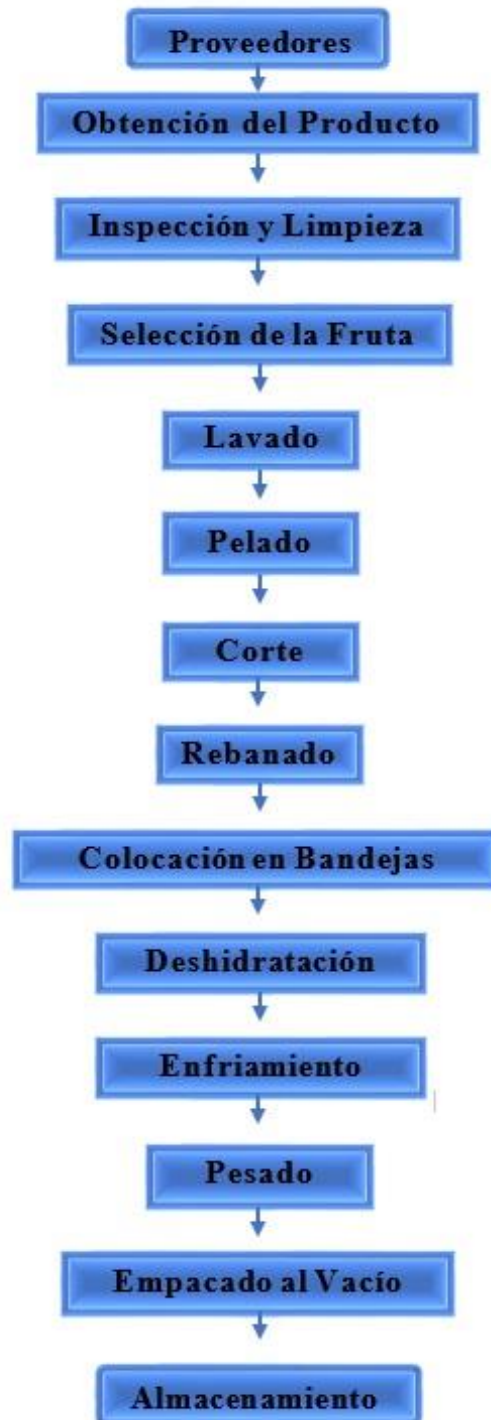 Proveedores
Obtención del Producto
Inspección y Limpieza
Selección de la Fruta
Lavado
Pelado
Corte
Rebanado
Colocación en Bandejas
Deshidratación
Enfriamiento
Pesado
Empacado al Vacío
Almacenamiento